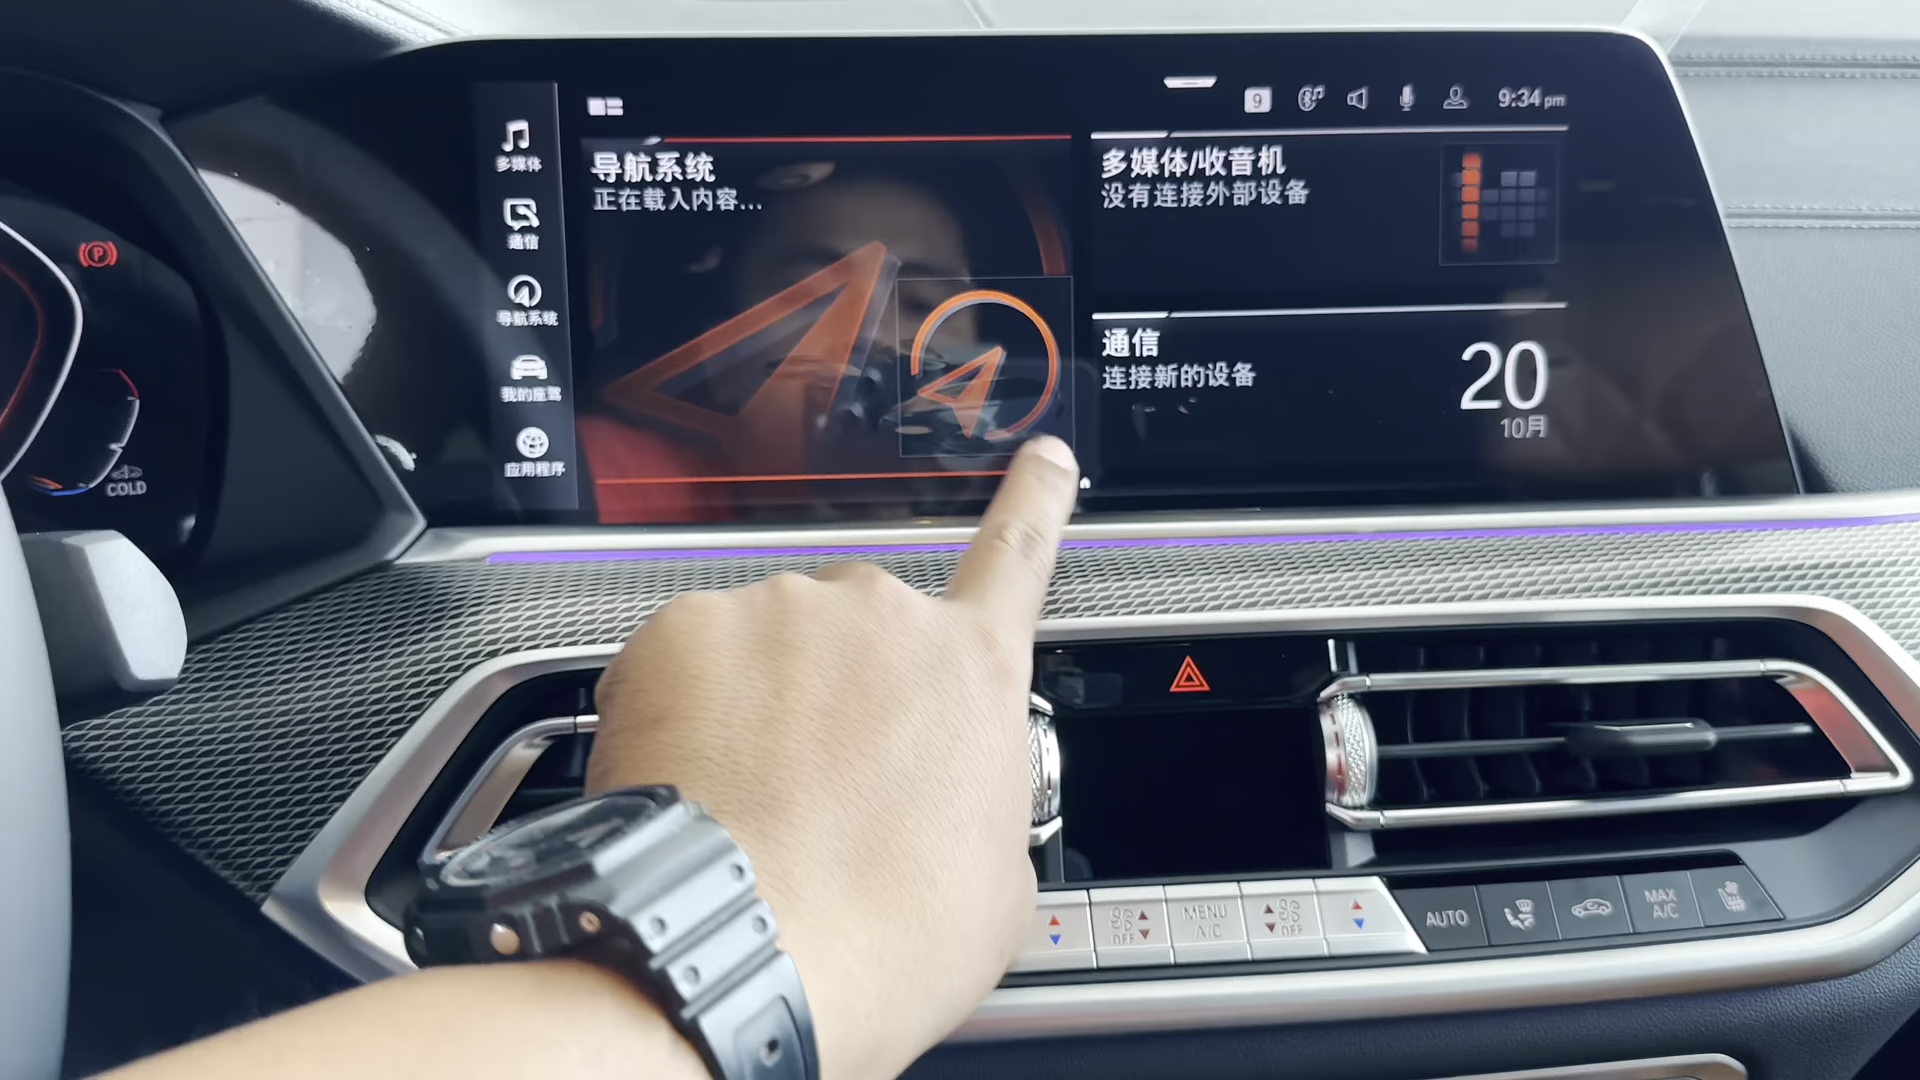 9
9:34 pm
多媒体
通信
导航系统
我的座驾
应用程序
导航系统
正在载入内容...
多媒体/收音机
没有连接外部设备
通信
连接新的设备
20
10月
P
COLD
OFF
MENU
A/C
OFF
AUTO
MAX
A/C